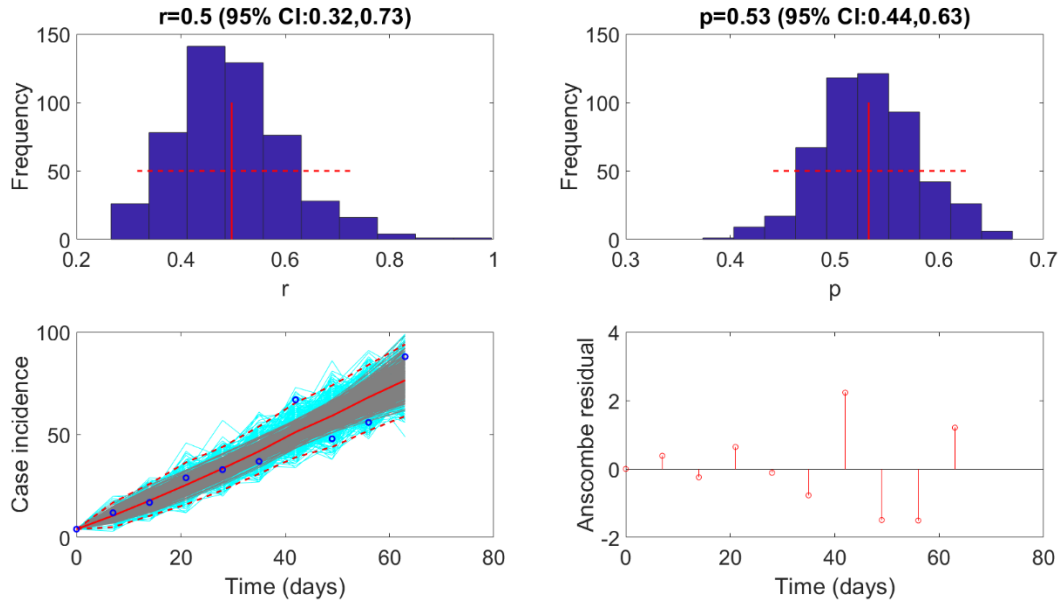 r=0.5 (95% CI:0.32,0.73)
150
100
50
0
Frequency
0.2 0.4 0.6 0.8 1
r
p=0.53 (95% CI:0.44,0.63)
150
100
50
0
Frequency
0.3 0.4 0.5 0.6 0.7
p
100
50
0
Case incidence
0 20 40 60 80
Time (days)
4
2
0
-2
Anscombe residual
0 20 40 60 80
Time (days)